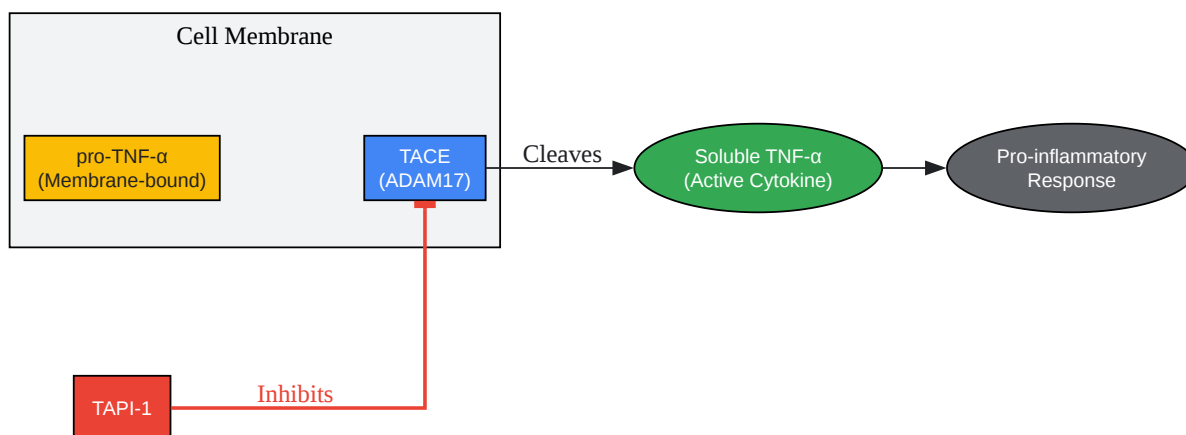 Cell Membrane
pro-TNF-α
(Membrane-bound)
TACE
(ADAM17)
Cleaves
Soluble TNF-α
(Active Cytokine)
Pro-inflammatory
Response
Inhibits
TAPI-1